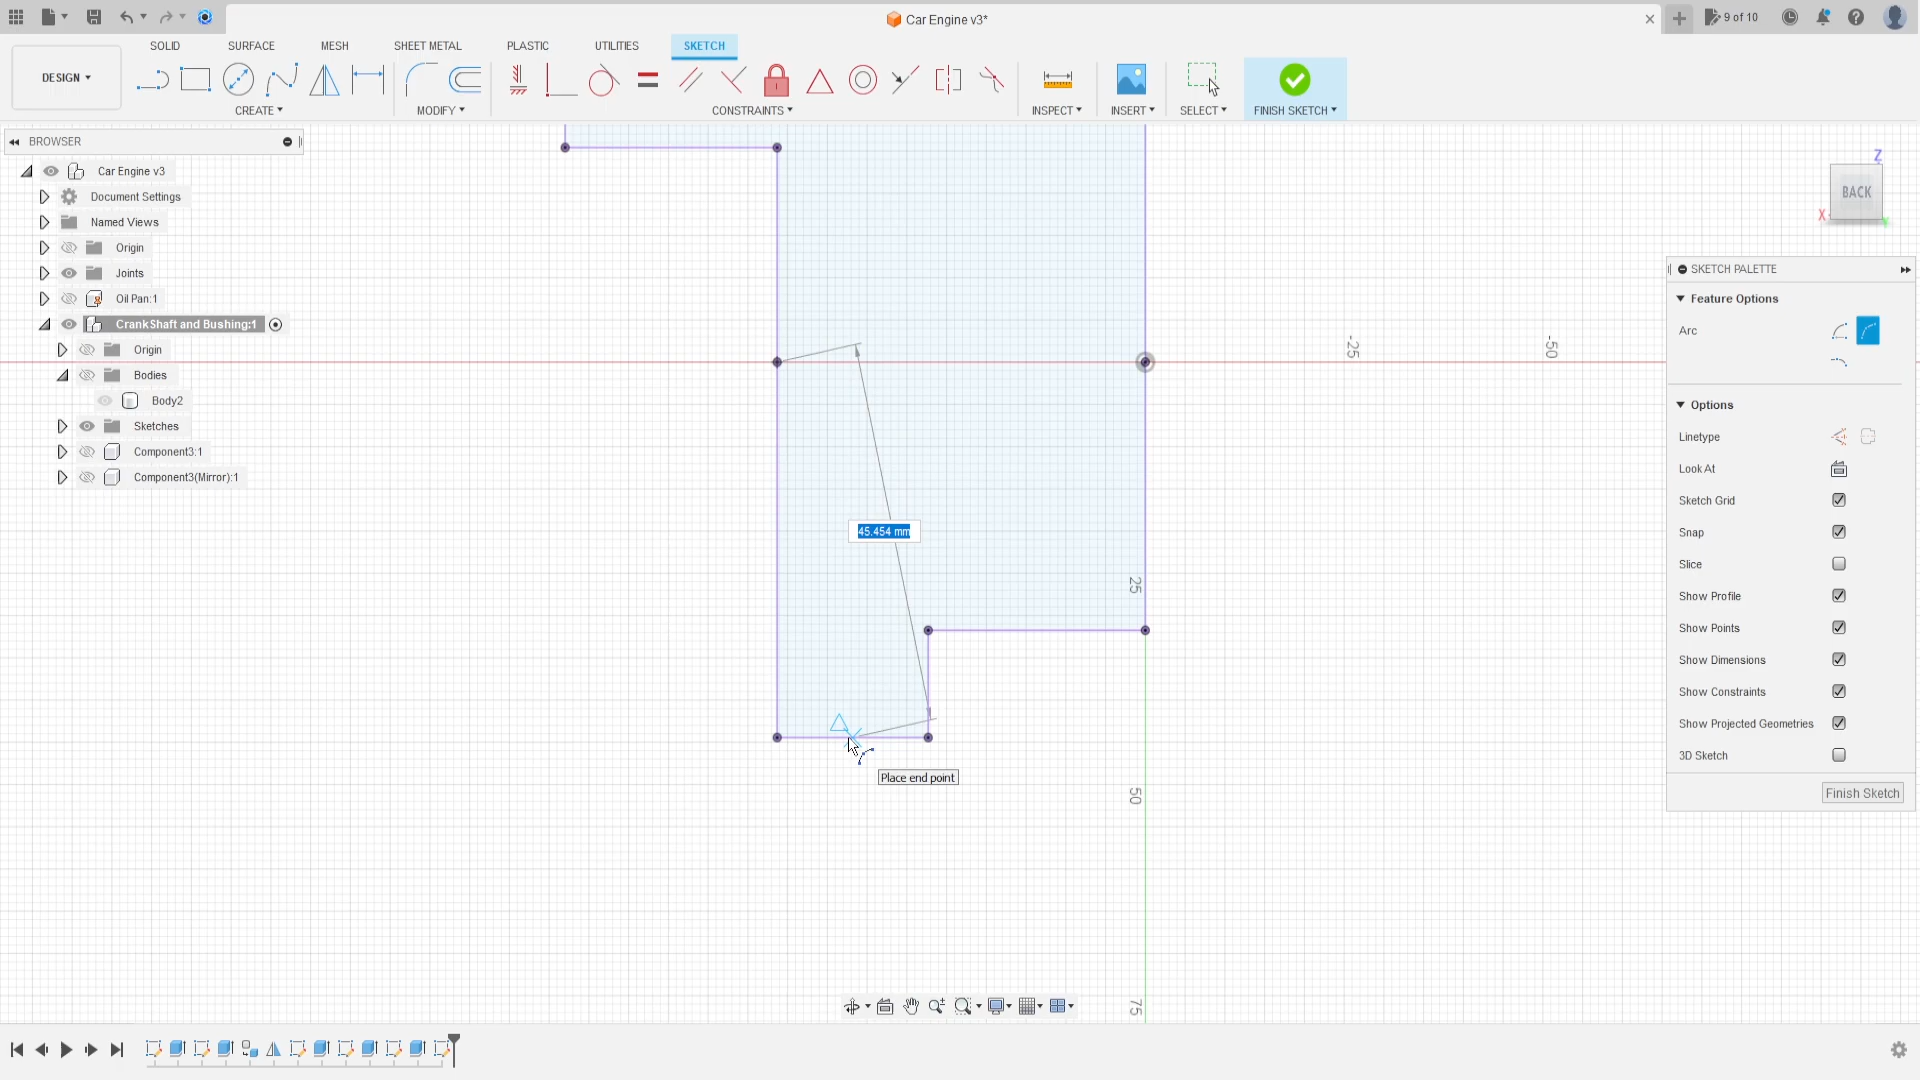 Car Engine v3*
9 of 10
SOLID
SURFACE
MESH
SHEET METAL
PLASTIC
UTILITIES
SKETCH
DESIGN
CREATE
MODIFY
CONSTRAINTS
INSPECT
INSERT
SELECT
FINISH SKETCH
BROWSER
Car Engine v3
Document Settings
Named Views
Origin
Joints
Oil Pan:1
CrankShaft and Bushing:1
Origin
Bodies
Body2
Sketches
Component3:1
Component3(Mirror):1
Z
BACK
X
-25
-50
25
50
75
45.454 mm
Place end point
SKETCH PALETTE
Feature Options
Arc
Options
Linetype
Look At
Sketch Grid
Snap
Slice
Show Profile
Show Points
Show Dimensions
Show Constraints
Show Projected Geometries
3D Sketch
Finish Sketch